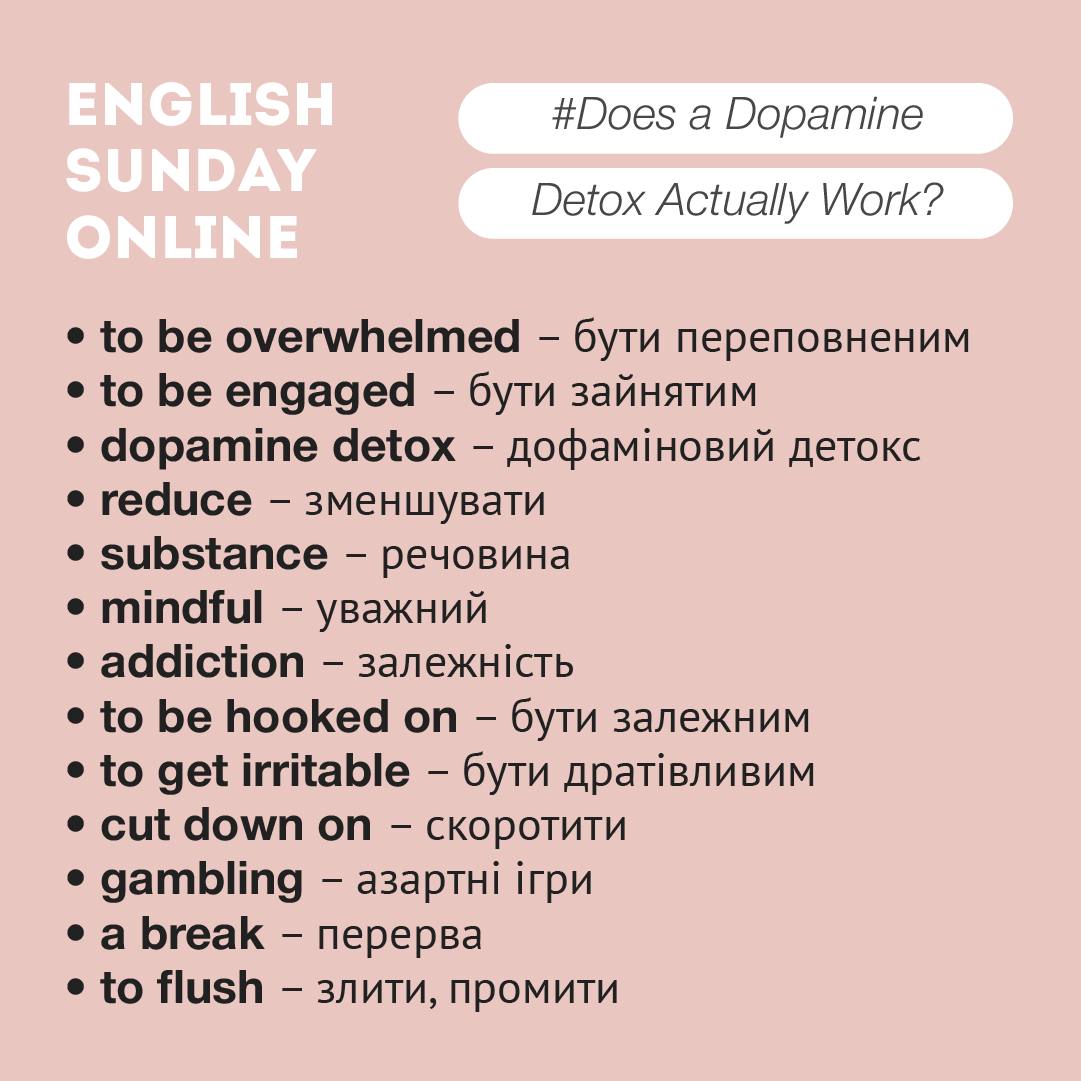 ENGLISH
SUNDAY
ONLINE
#Does a Dopamine
Detox Actually Work?
• to be overwhelmed – бути переповненим
• to be engaged – бути зайнятим
• dopamine detox – дофаміновий детокс
• reduce – зменшувати
• substance – речовина
• mindful – уважний
• addiction – залежність
• to be hooked on – бути залежним
• to get irritable – бути дратівливим
• cut down on – скоротити
• gambling – азартні ігри
• a break – перерва
• to flush – злити, промити